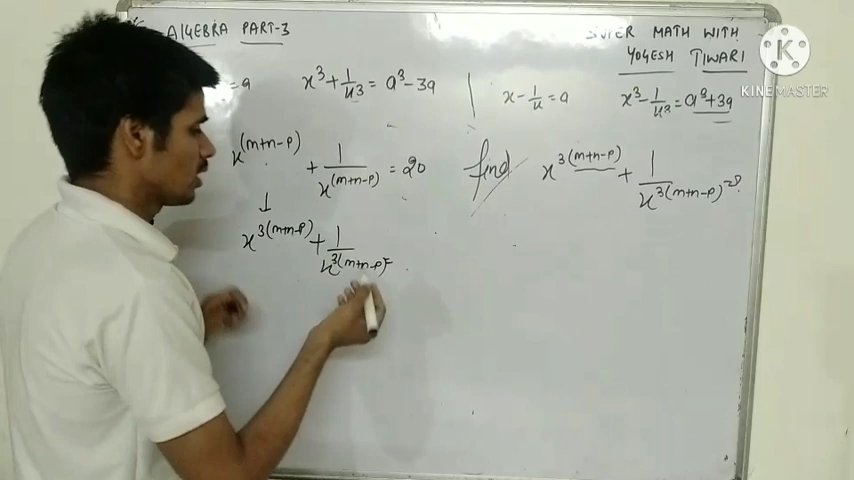 ALGEBRA PART-3
SUPER MATH WITH
YOGESH TIWARI
= a
x³ + 1/x³ = a³ - 3a
x - 1/x = a
x³ - 1/x³ = a³ + 3a
KINEMASTER
x^(m+n-p) + 1/x^(m+n-p) = 20
find x^3(m+n-p) + 1/x^3(m+n-p) = ?
x^3(m+n-p) + 1/x^3(m+n-p) =